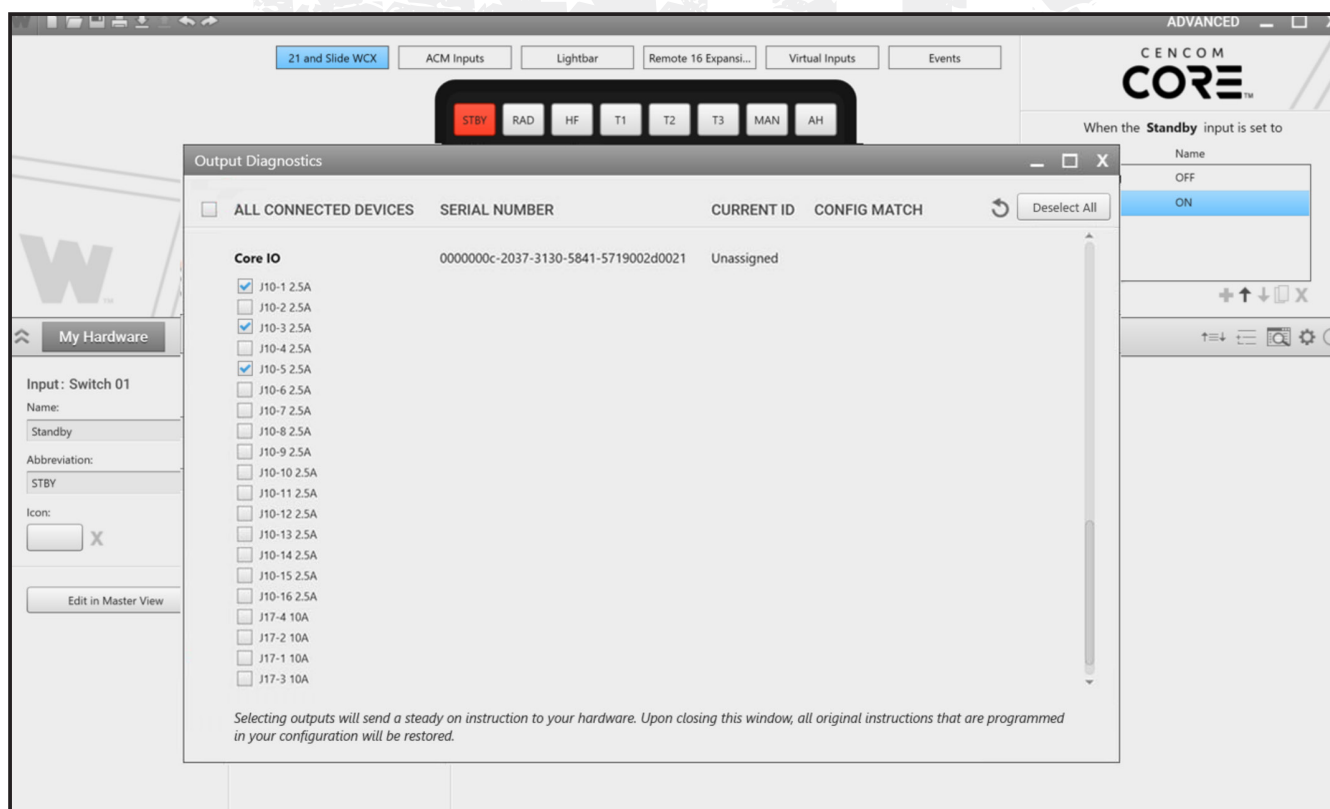 ADVANCED
21 and Slide WCX
ACM Inputs
Lightbar
Remote 16 Expansi...
Virtual Inputs
Events
CENCOM
CORE™
STBY RAD HF T1 T2 T3 MAN AH
When the Standby input is set to
Name
OFF
ON
Output Diagnostics
ALL CONNECTED DEVICES SERIAL NUMBER CURRENT ID CONFIG MATCH Deselect All
Core IO 0000000c-2037-3130-5841-5719002d0021 Unassigned
J10-1 2.5A
J10-2 2.5A
J10-3 2.5A
J10-4 2.5A
J10-5 2.5A
J10-6 2.5A
J10-7 2.5A
J10-8 2.5A
J10-9 2.5A
J10-10 2.5A
J10-11 2.5A
J10-12 2.5A
J10-13 2.5A
J10-14 2.5A
J10-15 2.5A
J10-16 2.5A
J17-4 10A
J17-2 10A
J17-1 10A
J17-3 10A
Selecting outputs will send a steady on instruction to your hardware. Upon closing this window, all original instructions that are programmed
in your configuration will be restored.
W™
My Hardware
Input: Switch 01
Name:
Standby
Abbreviation:
STBY
Icon:
X
Edit in Master View